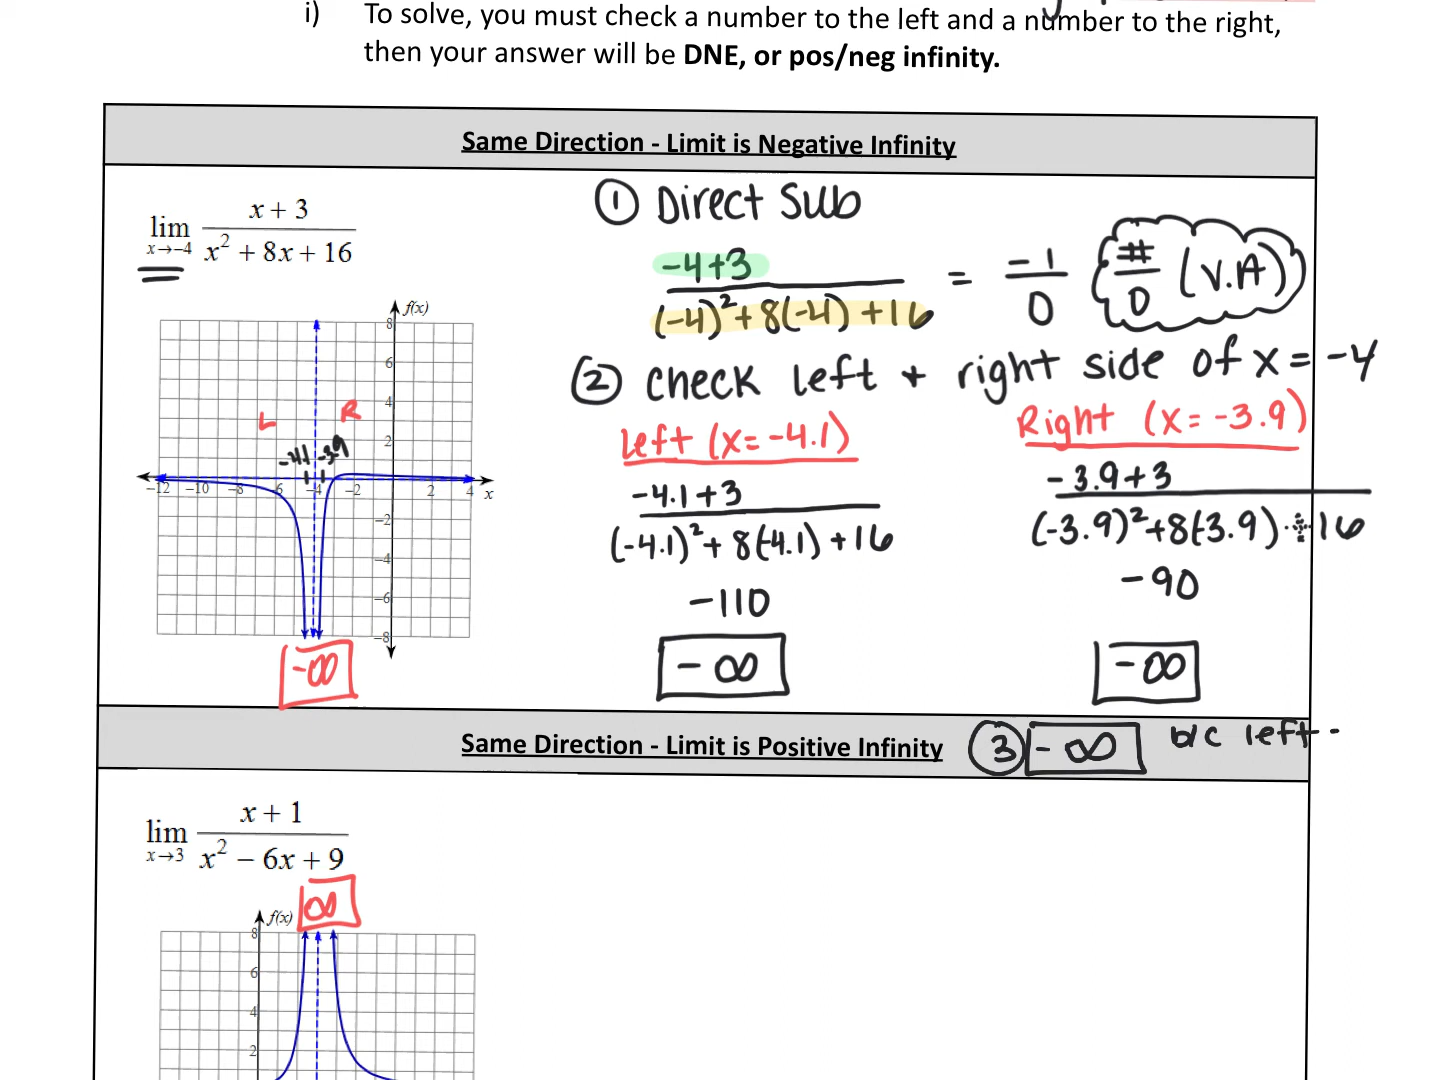 i) To solve, you must check a number to the left and a number to the right,
then your answer will be DNE, or pos/neg infinity.
Same Direction - Limit is Negative Infinity
lim x→-4 (x + 3)/(x² + 8x + 16)
① Direct Sub
(-4+3)/((-4)²+8(-4)+16) = -1/0 #/0 (V.A)
② Check left + right side of x = -4
Left (x=-4.1)
Right (x=-3.9)
(-4.1+3)/((-4.1)²+8(-4.1)+16)
(-3.9+3)/((-3.9)²+8(-3.9)+16)
-110
-90
-∞
-∞
f(x)
8
6
4
2
L R
-4.1 -3.9
-12 -10 -8 -6 -4 -2 2 4 x
-2
-4
-6
-8
-∞
Same Direction - Limit is Positive Infinity
③ -∞ b/c left -
lim x→3 (x + 1)/(x² - 6x + 9)
∞
f(x)
8
6
4
2